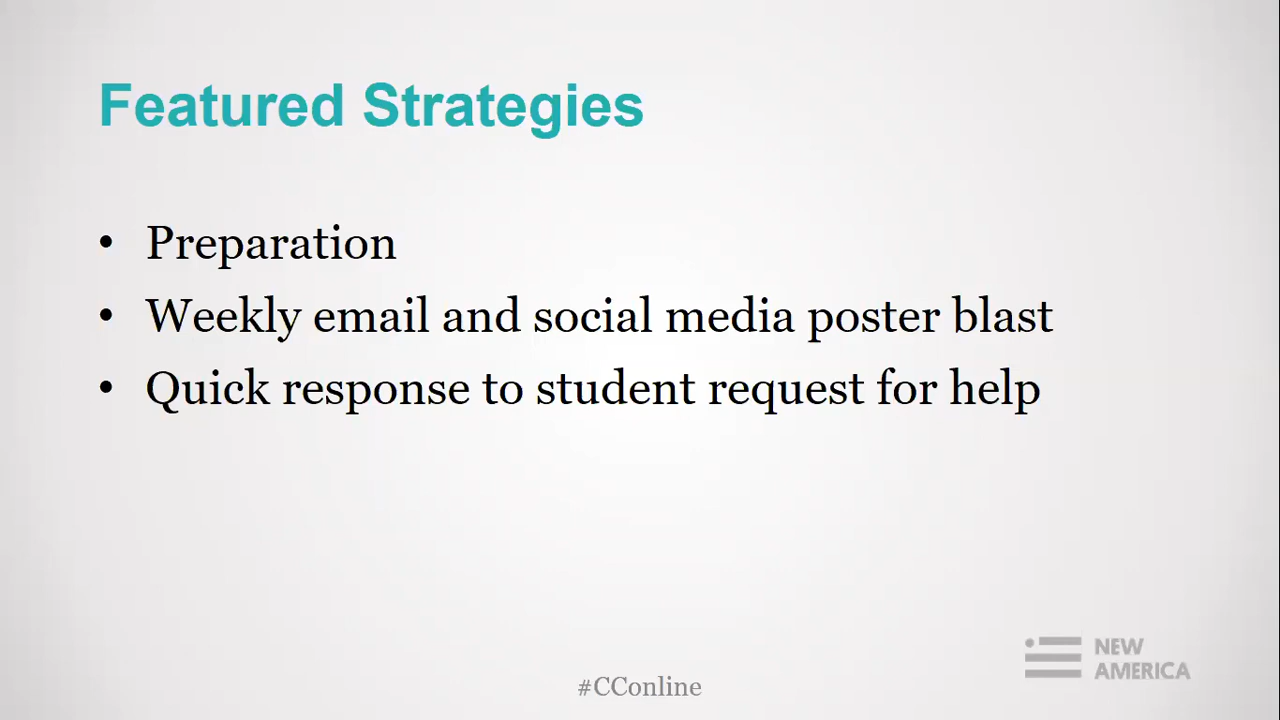 Featured Strategies
• Preparation
• Weekly email and social media poster blast
• Quick response to student request for help
#CConline
NEW
AMERICA